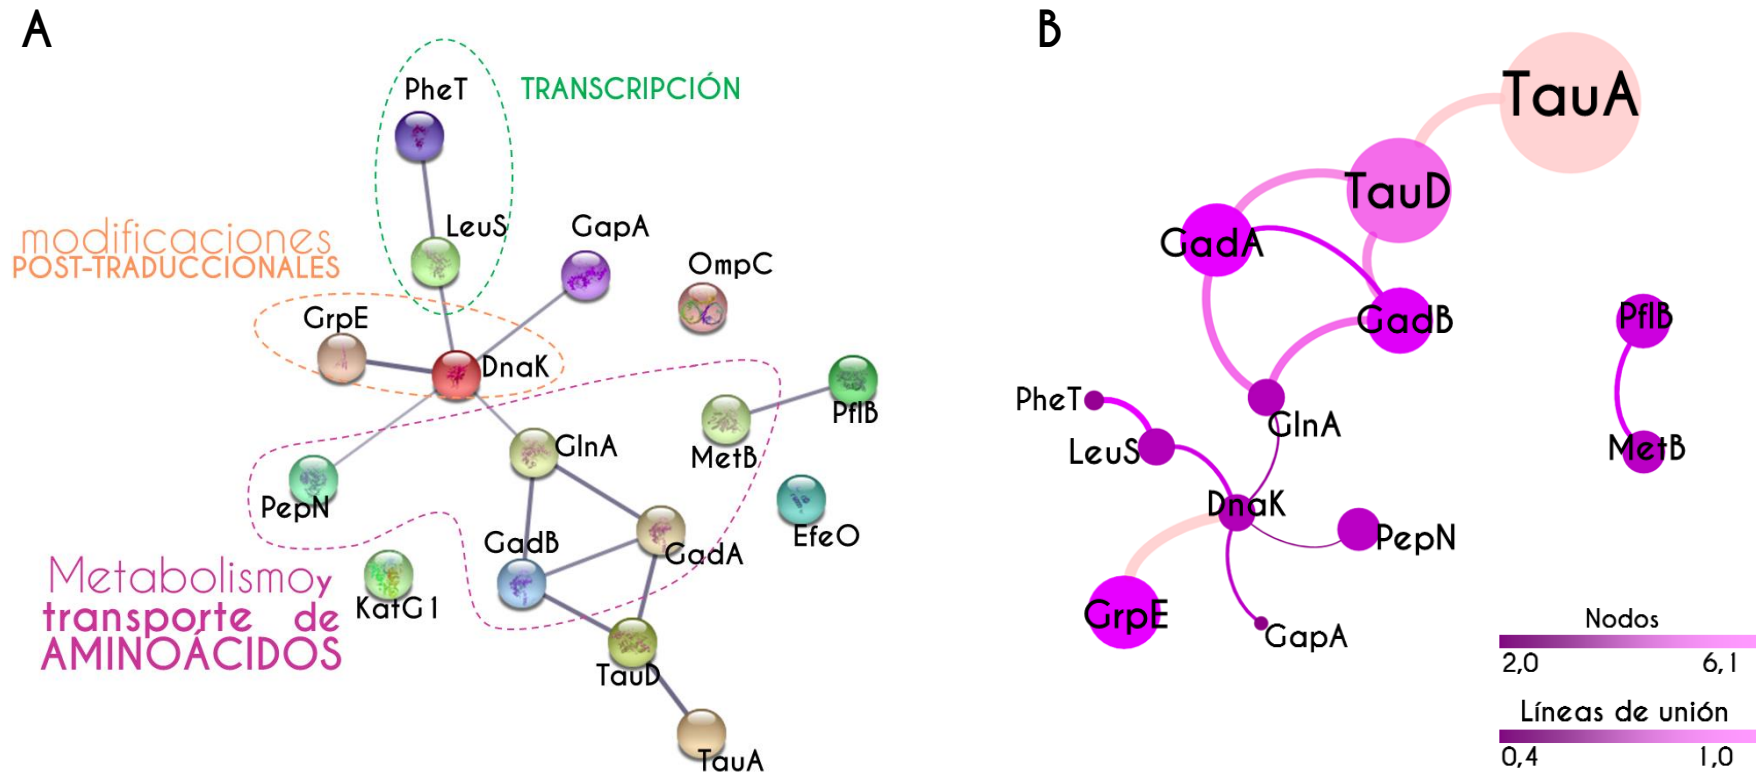 A
PheT
TRANSCRIPCIÓN
LeuS
GapA
modificaciones
POST-TRADUCCIONALES
OmpC
GrpE
DnaK
PflB
GlnA
MetB
PepN
EfeO
GadB
GadA
Metabolismo y
transporte de
AMINOÁCIDOS
KatG1
TauD
TauA
B
TauA
TauD
GadA
GadB
PflB
PheT
GlnA
LeuS
MetB
DnaK
PepN
GrpE
GapA
Nodos
2,0 6,1
Líneas de unión
0,4 1,0